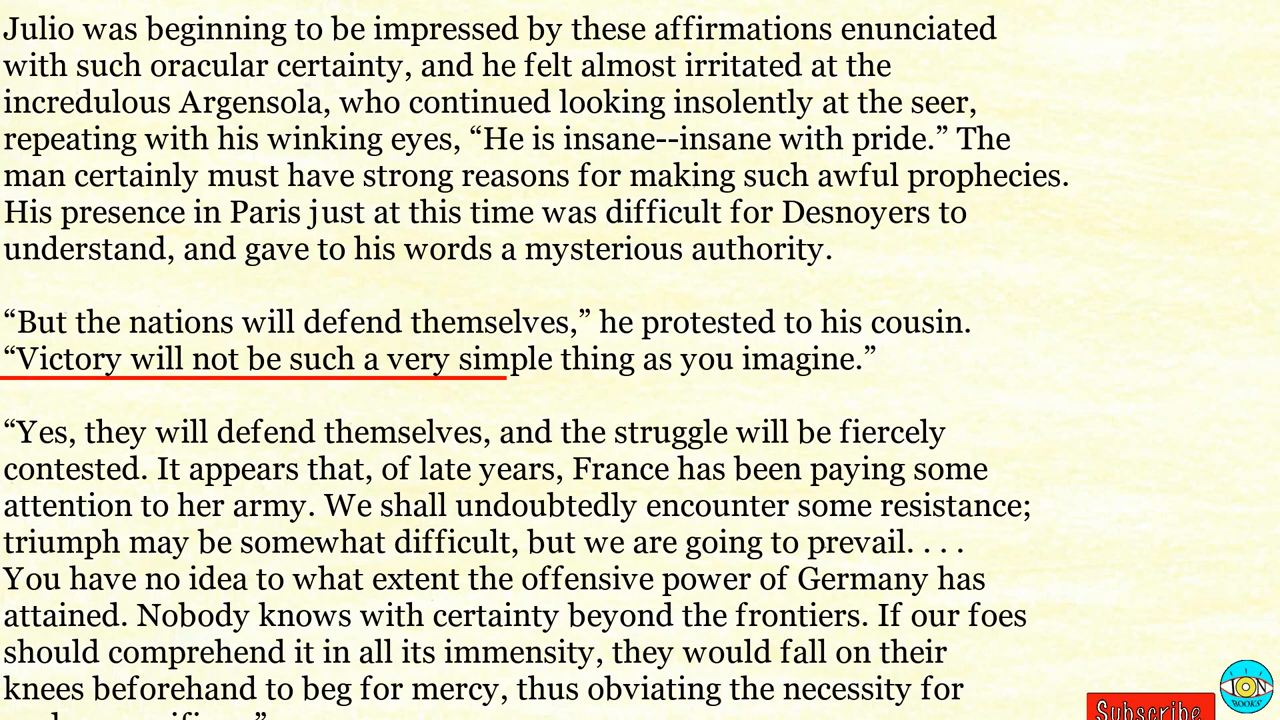 Julio was beginning to be impressed by these affirmations enunciated
with such oracular certainty, and he felt almost irritated at the
incredulous Argensola, who continued looking insolently at the seer,
repeating with his winking eyes, “He is insane--insane with pride.” The
man certainly must have strong reasons for making such awful prophecies.
His presence in Paris just at this time was difficult for Desnoyers to
understand, and gave to his words a mysterious authority.
“But the nations will defend themselves,” he protested to his cousin.
“Victory will not be such a very simple thing as you imagine.”
“Yes, they will defend themselves, and the struggle will be fiercely
contested. It appears that, of late years, France has been paying some
attention to her army. We shall undoubtedly encounter some resistance;
triumph may be somewhat difficult, but we are going to prevail. . . .
You have no idea to what extent the offensive power of Germany has
attained. Nobody knows with certainty beyond the frontiers. If our foes
should comprehend it in all its immensity, they would fall on their
knees beforehand to beg for mercy, thus obviating the necessity for
Subscribe
ION
BOOKS